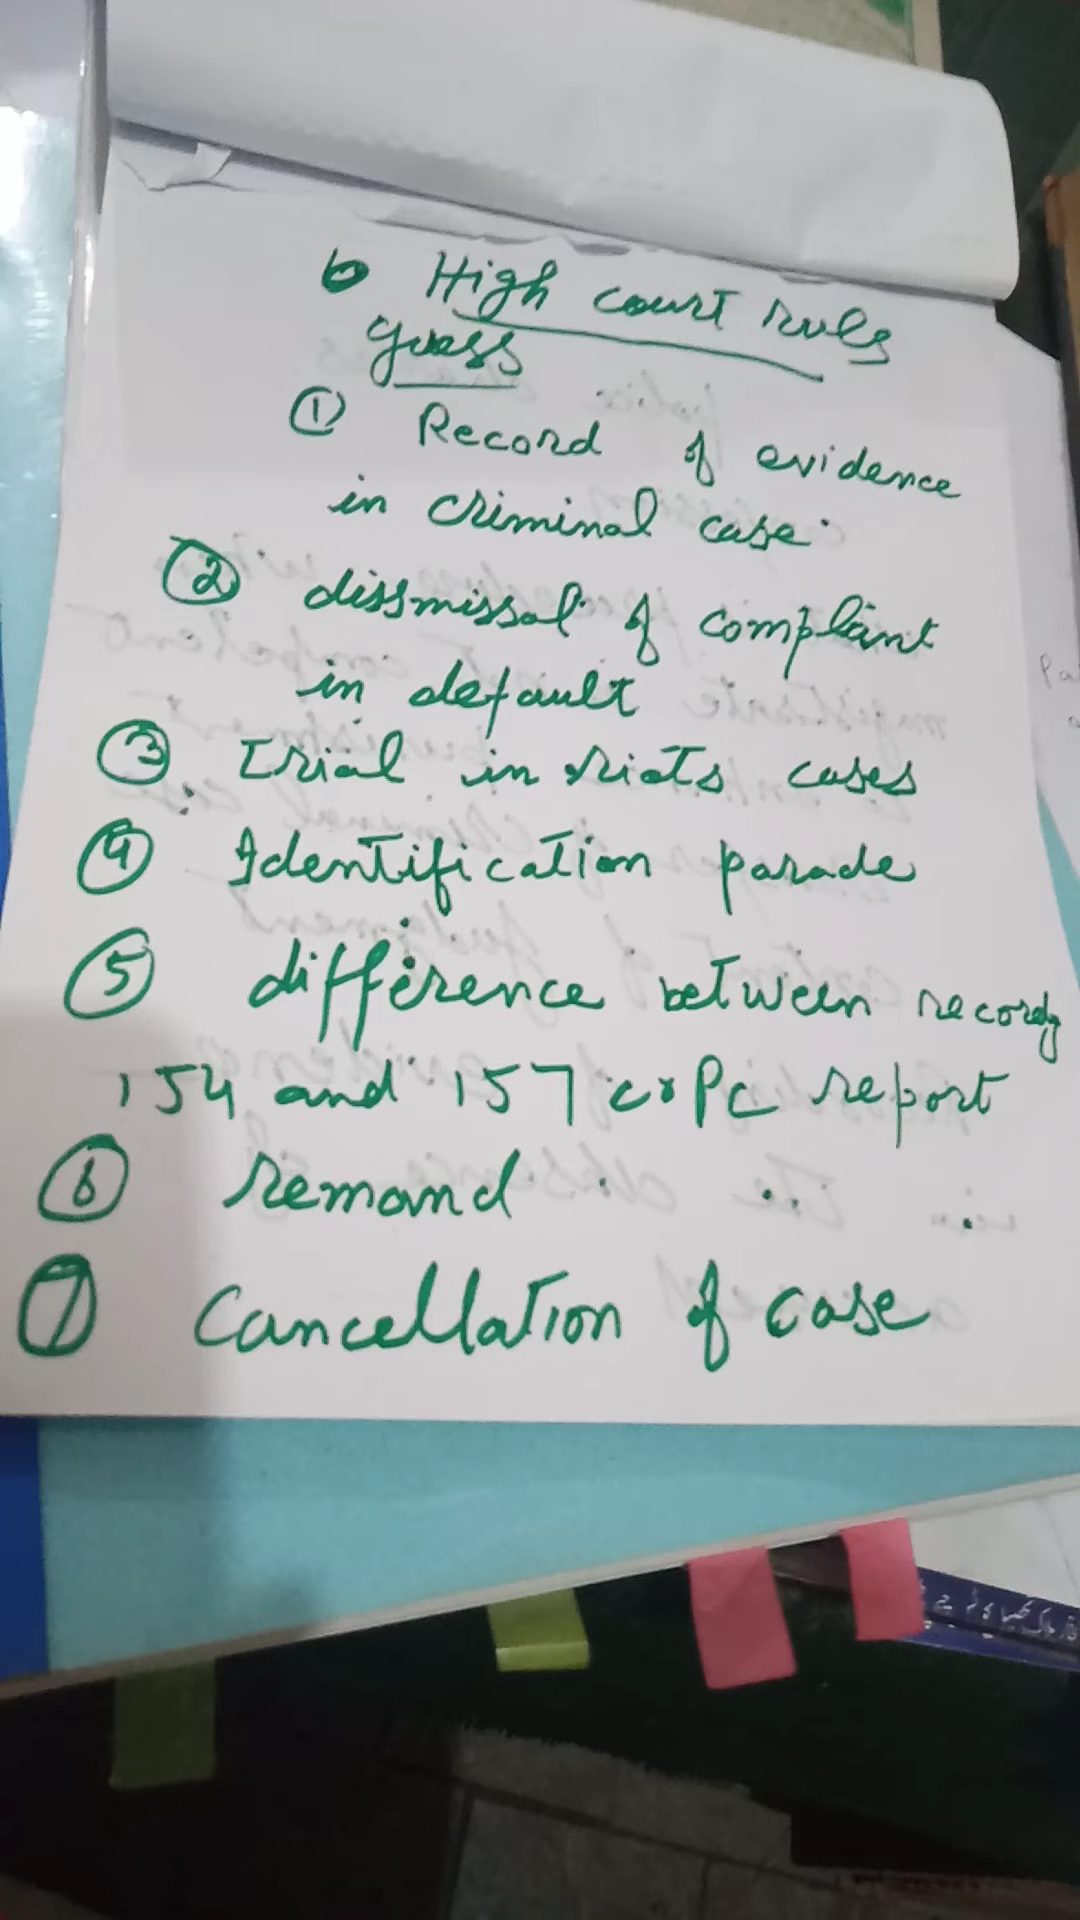 High court rules
guess
① Record of evidence
in criminal case
② dissmissal of complaint
in default
③ Trial in riots cases
④ Identification parade
⑤ difference between
154 and 157 crPc report
⑥ remand
⑦ Cancellation of case